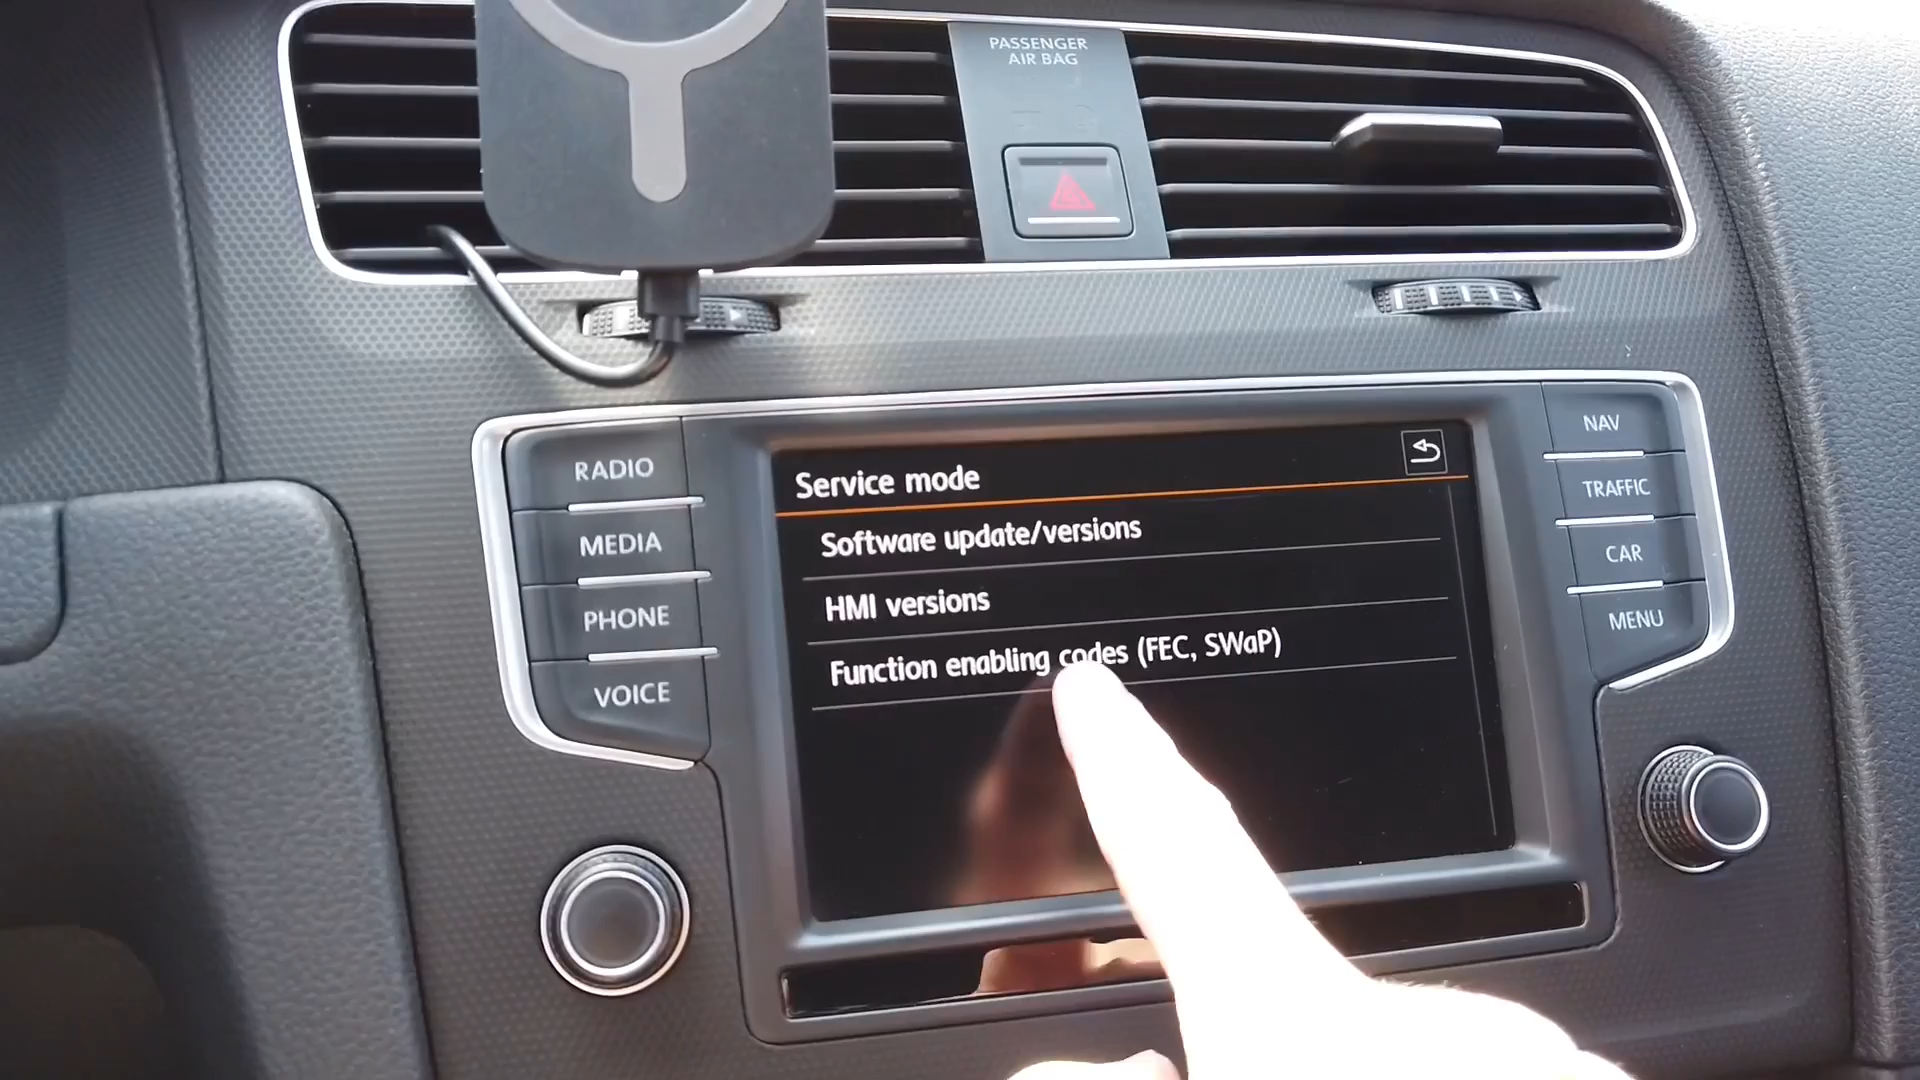 PASSENGER
AIR BAG
RADIO
MEDIA
PHONE
VOICE
Service mode
Software update/versions
HMI versions
Function enabling codes (FEC, SWaP)
NAV
TRAFFIC
CAR
MENU